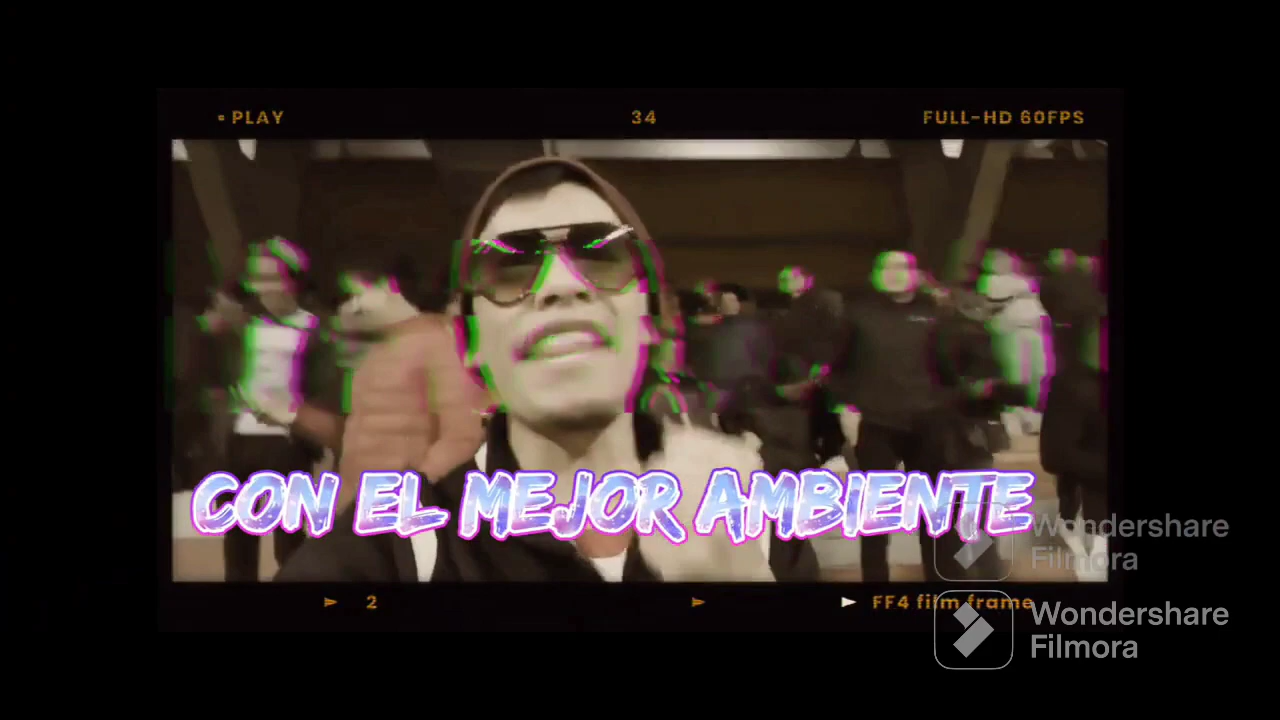 PLAY
34
FULL-HD 60FPS
CON EL MEJOR AMBIENTE
Wondershare
Filmora
2
FF4 film frame
Wondershare
Filmora